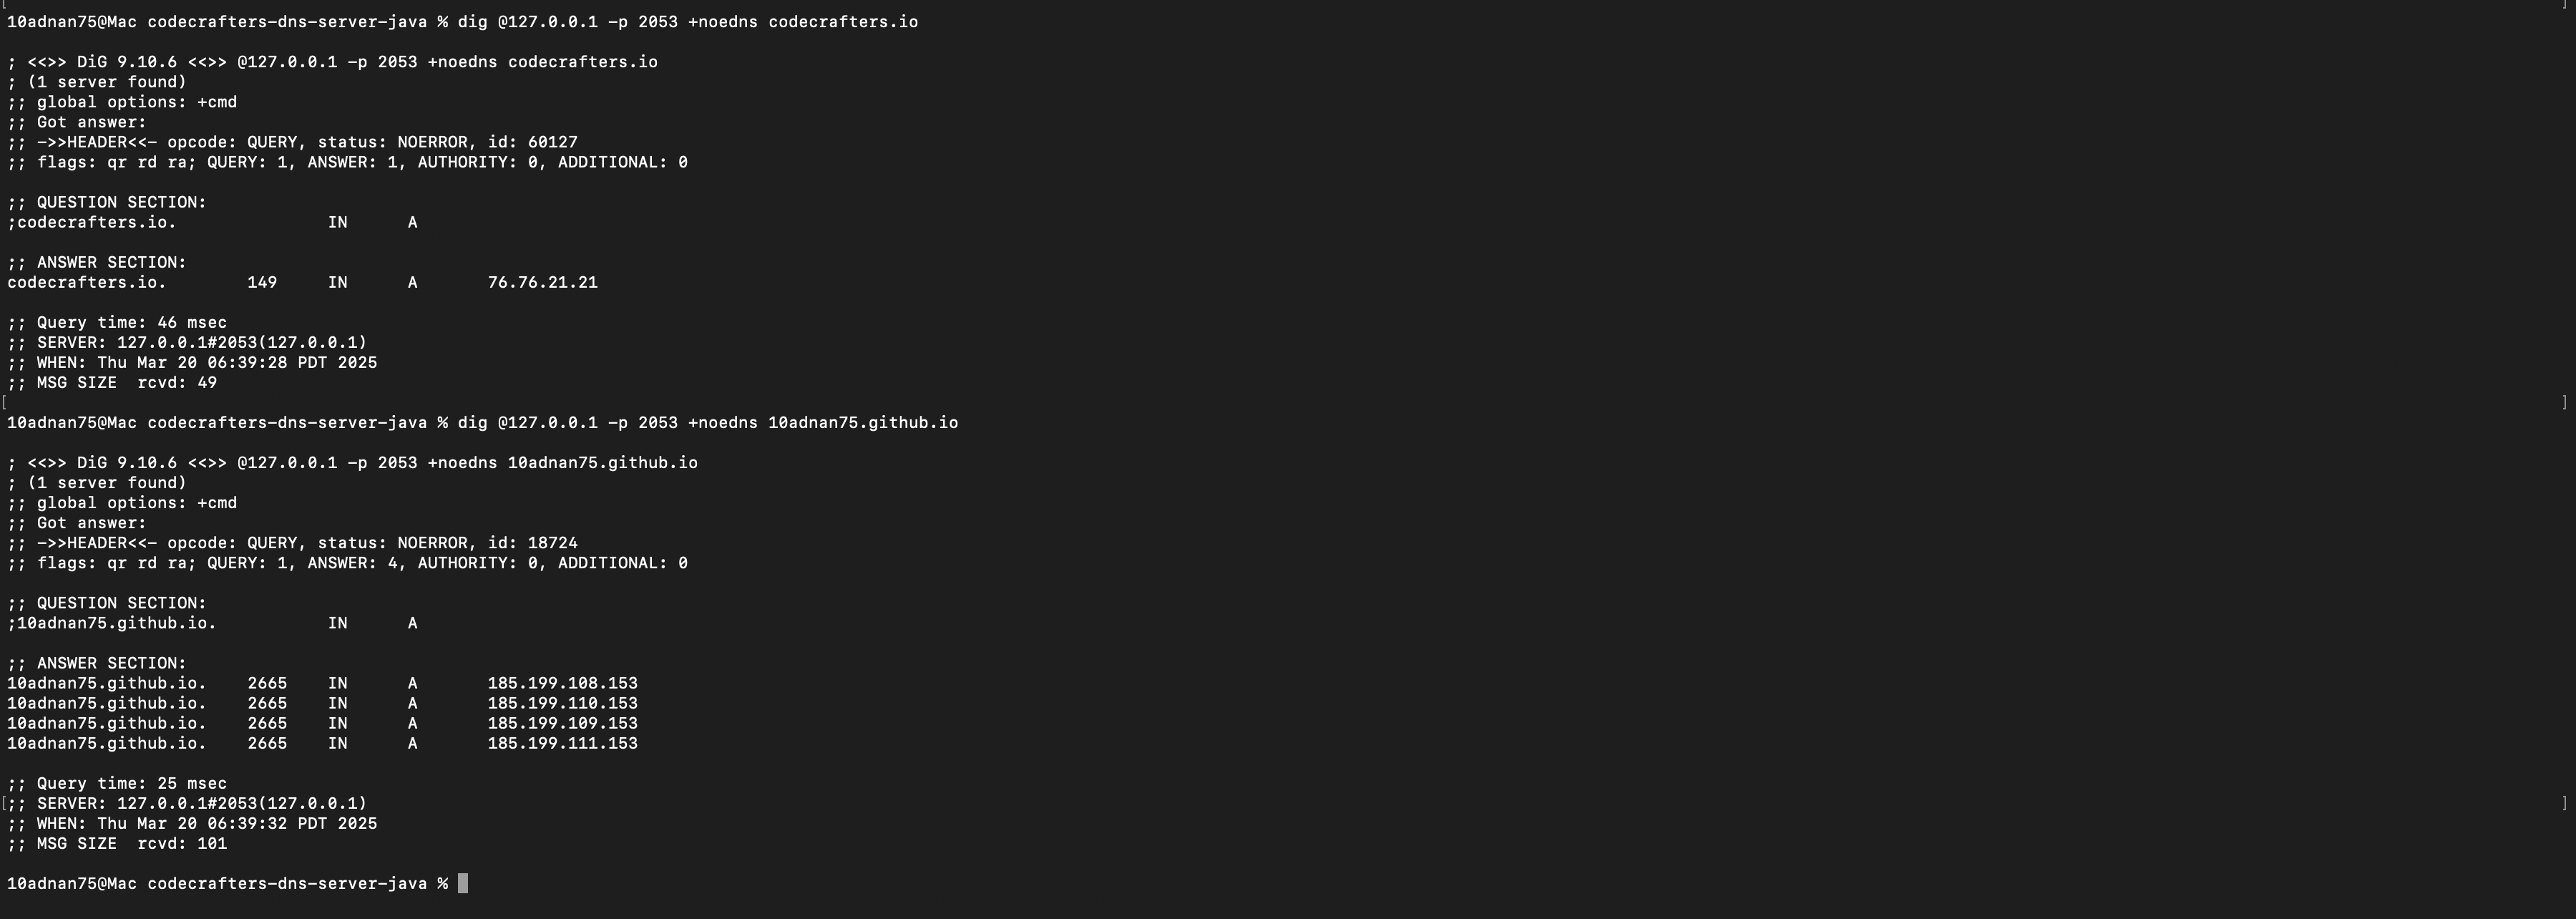 10adnan75@Mac codecrafters-dns-server-java % dig @127.0.0.1 -p 2053 +noedns codecrafters.io
; <<>> DiG 9.10.6 <<>> @127.0.0.1 -p 2053 +noedns codecrafters.io
; (1 server found)
;; global options: +cmd
;; Got answer:
;; ->>HEADER<<- opcode: QUERY, status: NOERROR, id: 60127
;; flags: qr rd ra; QUERY: 1, ANSWER: 1, AUTHORITY: 0, ADDITIONAL: 0
;; QUESTION SECTION:
;codecrafters.io. IN A
;; ANSWER SECTION:
codecrafters.io. 149 IN A 76.76.21.21
;; Query time: 46 msec
;; SERVER: 127.0.0.1#2053(127.0.0.1)
;; WHEN: Thu Mar 20 06:39:28 PDT 2025
;; MSG SIZE rcvd: 49
[ ]
10adnan75@Mac codecrafters-dns-server-java % dig @127.0.0.1 -p 2053 +noedns 10adnan75.github.io
; <<>> DiG 9.10.6 <<>> @127.0.0.1 -p 2053 +noedns 10adnan75.github.io
; (1 server found)
;; global options: +cmd
;; Got answer:
;; ->>HEADER<<- opcode: QUERY, status: NOERROR, id: 18724
;; flags: qr rd ra; QUERY: 1, ANSWER: 4, AUTHORITY: 0, ADDITIONAL: 0
;; QUESTION SECTION:
;10adnan75.github.io. IN A
;; ANSWER SECTION:
10adnan75.github.io. 2665 IN A 185.199.108.153
10adnan75.github.io. 2665 IN A 185.199.110.153
10adnan75.github.io. 2665 IN A 185.199.109.153
10adnan75.github.io. 2665 IN A 185.199.111.153
;; Query time: 25 msec
[;; SERVER: 127.0.0.1#2053(127.0.0.1) ]
;; WHEN: Thu Mar 20 06:39:32 PDT 2025
;; MSG SIZE rcvd: 101
10adnan75@Mac codecrafters-dns-server-java %